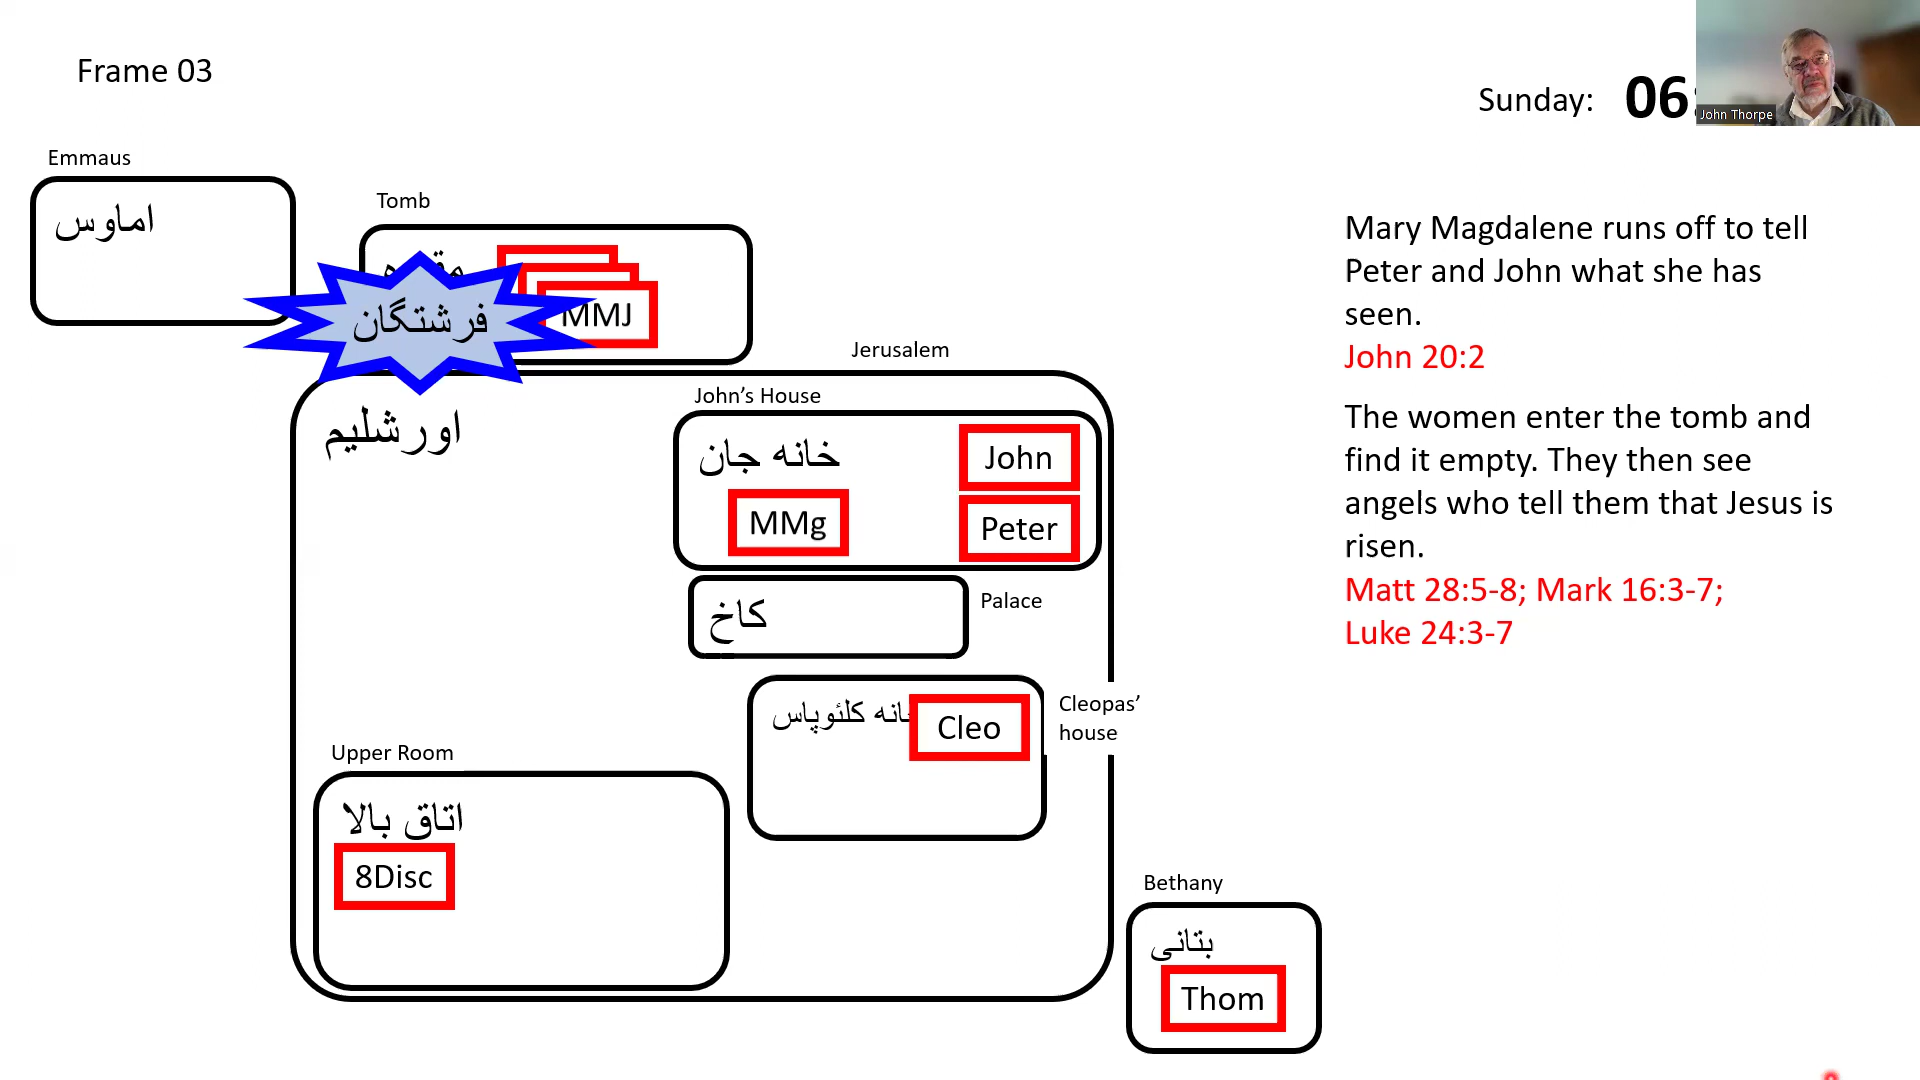 Frame 03
Sunday: 06:
John Thorpe
Emmaus
اماوس
Tomb
فرشتگان
MMJ
Jerusalem
اورشلیم
John’s House
خانه جان
John
MMg
Peter
کاخ
Palace
Cleo
کلئوپاس
Cleopas’
house
Upper Room
اتاق بالا
8Disc
Bethany
بتانی
Thom
Mary Magdalene runs off to tell
Peter and John what she has
seen.
John 20:2
The women enter the tomb and
find it empty. They then see
angels who tell them that Jesus is
risen.
Matt 28:5-8; Mark 16:3-7;
Luke 24:3-7